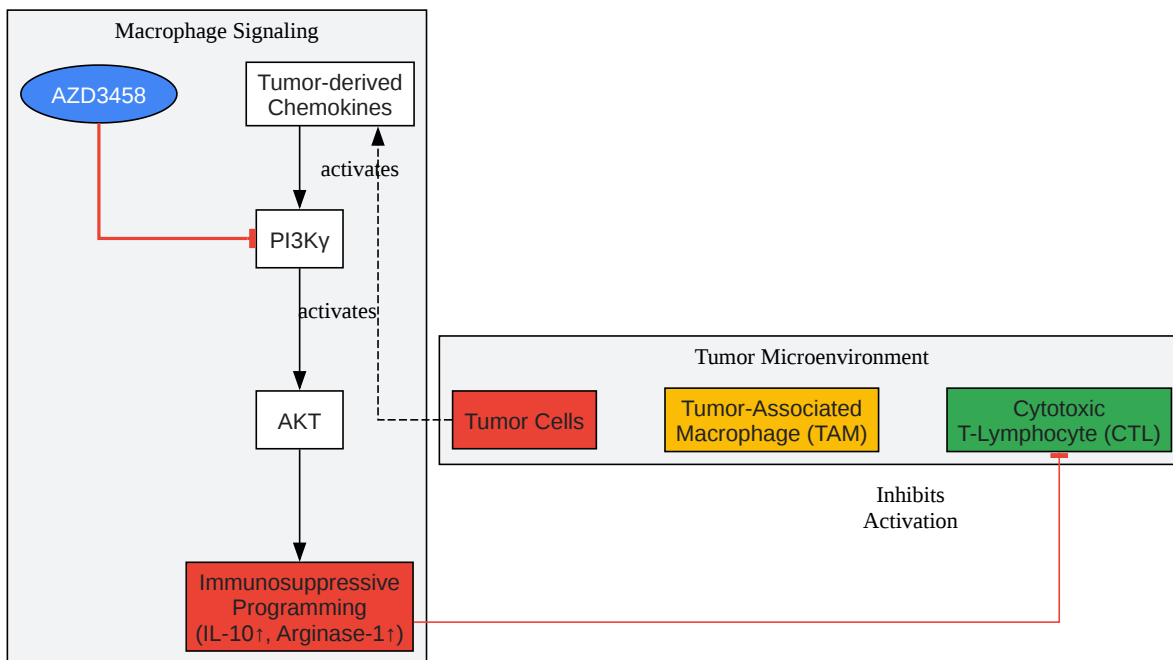 Macrophage Signaling
AZD3458
Tumor-derived
Chemokines
activates
PI3Kγ
activates
AKT
Immunosuppressive
Programming
(IL-10↑, Arginase-1↑)
Tumor Microenvironment
Tumor Cells
Tumor-Associated
Macrophage (TAM)
Cytotoxic
T-Lymphocyte (CTL)
Inhibits
Activation